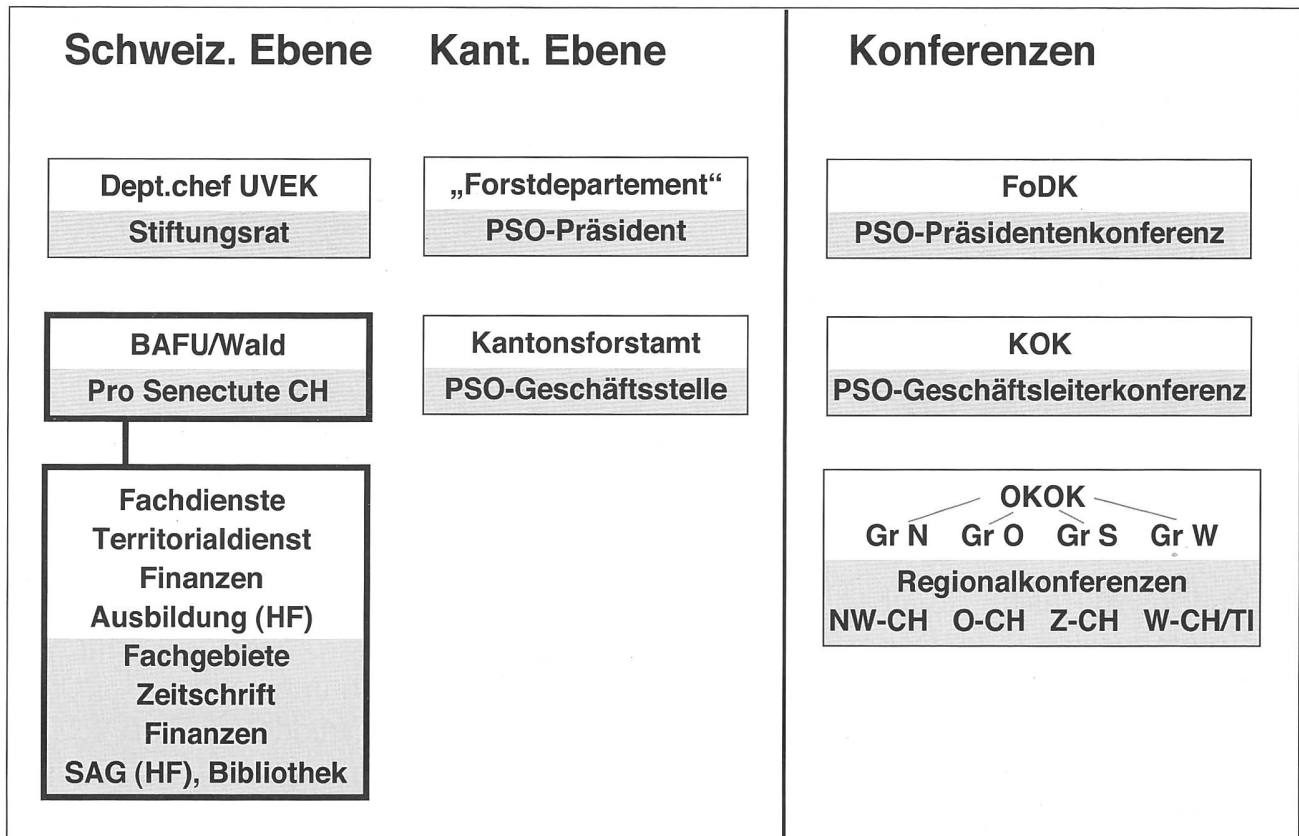 Schweiz. Ebene
Kant. Ebene
Konferenzen
Dept.chef UVEK
Stiftungsrat
„Forstdepartement“
PSO-Präsident
FoDK
PSO-Präsidentenkonferenz
BAFU/Wald
Pro Senectute CH
Kantonsforstamt
PSO-Geschäftsstelle
KOK
PSO-Geschäftsleiterkonferenz
Fachdienste
Territorialdienst
Finanzen
Ausbildung (HF)
Fachgebiete
Zeitschrift
Finanzen
SAG (HF), Bibliothek
OKOK
Gr N Gr O Gr S Gr W
Regionalkonferenzen
NW-CH O-CH Z-CH W-CH/TI